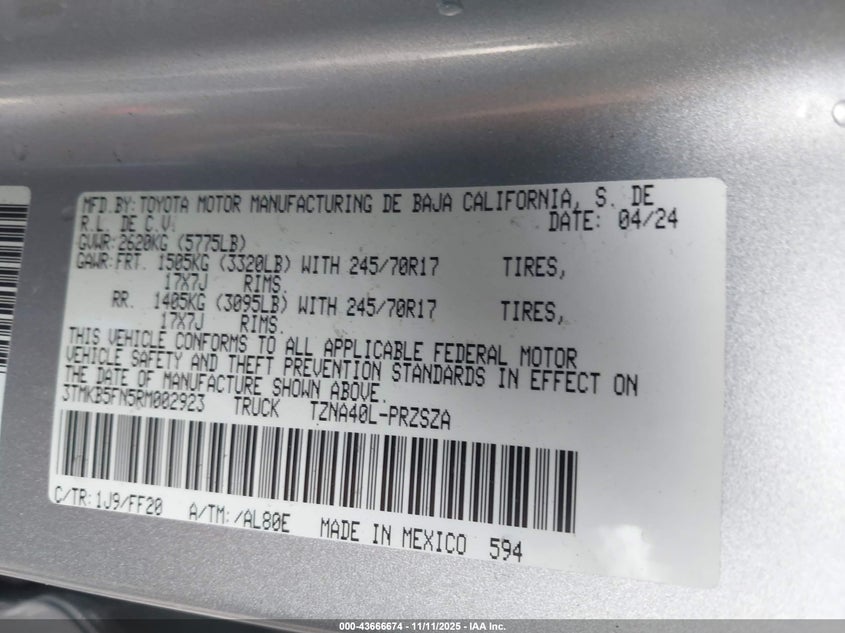 MFD.BY:TOYOTA MOTOR MANUFACTURING DE BAJA CALIFORNIA, S. DE
R.L. DE C.V. DATE: 04/24
GVWR:2620KG (5775LB)
GAWR:FRT. 1505KG (3320LB) WITH 245/70R17 TIRES,
17X7J RIMS.
RR. 1405KG (3095LB) WITH 245/70R17 TIRES,
17X7J RIMS.
THIS VEHICLE CONFORMS TO ALL APPLICABLE FEDERAL MOTOR
VEHICLE SAFETY AND THEFT PREVENTION STANDARDS IN EFFECT ON
THE DATE OF MANUFACTURE SHOWN ABOVE.
3TMKB5FN5RM002923 TRUCK TZNA40L-PRZSZA
C/TR:1J9/FF20 A/TM:/AL80E MADE IN MEXICO 594
000-43666674 - 11/11/2025 - IAA Inc.